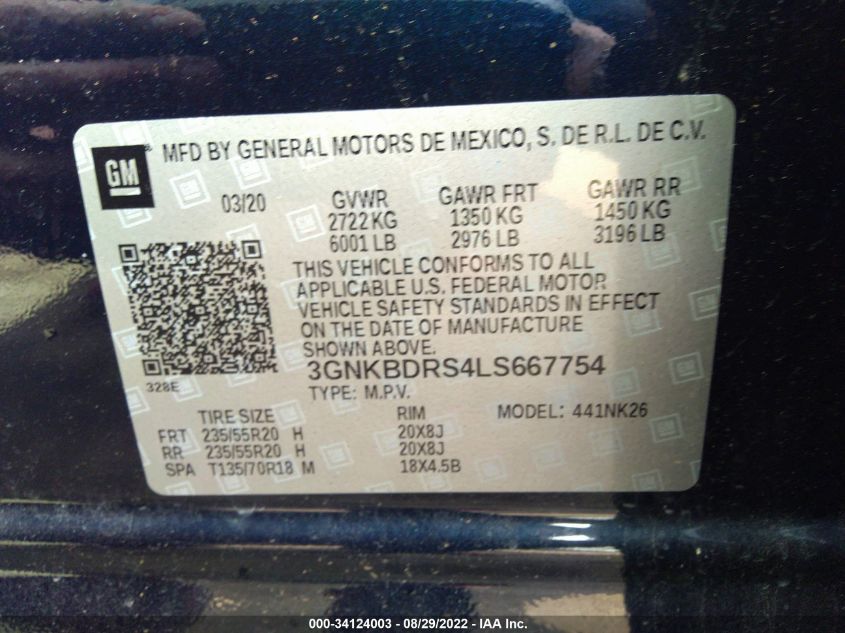 GM
MFD BY GENERAL MOTORS DE MEXICO, S. DE R.L. DE C.V.
03/20 GVWR GAWR FRT GAWR RR
2722 KG 1350 KG 1450 KG
6001 LB 2976 LB 3196 LB
THIS VEHICLE CONFORMS TO ALL
APPLICABLE U.S. FEDERAL MOTOR
VEHICLE SAFETY STANDARDS IN EFFECT
ON THE DATE OF MANUFACTURE
SHOWN ABOVE.
3GNKBDRS4LS667754
328E
TYPE: M.P.V.
TIRE SIZE RIM MODEL: 441NK26
FRT 235/55R20 H 20X8J
RR 235/55R20 H 20X8J
SPA T135/70R18 M 18X4.5B
000-34124003 - 08/29/2022 - IAA Inc.